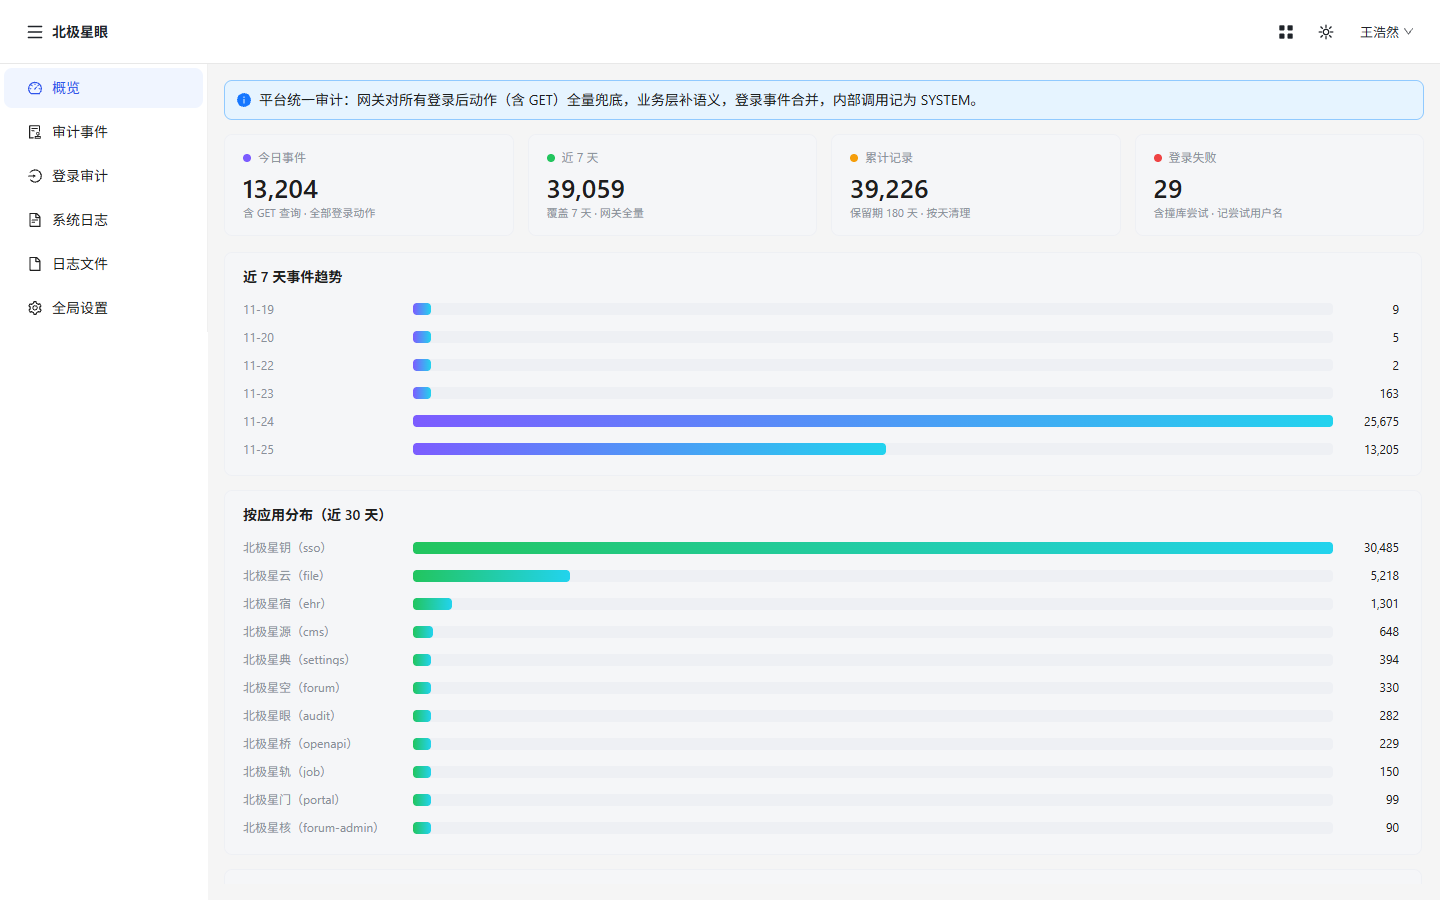 北极星眼
王浩然
概览
审计事件
登录审计
系统日志
日志文件
全局设置
平台统一审计：网关对所有登录后动作（含 GET）全量兜底，业务层补语义，登录事件合并，内部调用记为 SYSTEM。
今日事件
13,204
含 GET 查询 · 全部登录动作
近 7 天
39,059
覆盖 7 天 · 网关全量
累计记录
39,226
保留期 180 天 · 按天清理
登录失败
29
含撞库尝试 · 记尝试用户名
近 7 天事件趋势
11-19 9
11-20 5
11-22 2
11-23 163
11-24 25,675
11-25 13,205
按应用分布（近 30 天）
北极星钥（sso） 30,485
北极星云（file） 5,218
北极星宿（ehr） 1,301
北极星源（cms） 648
北极星典（settings） 394
北极星空（forum） 330
北极星眼（audit） 282
北极星桥（openapi） 229
北极星轨（job） 150
北极星门（portal） 99
北极星核（forum-admin） 90